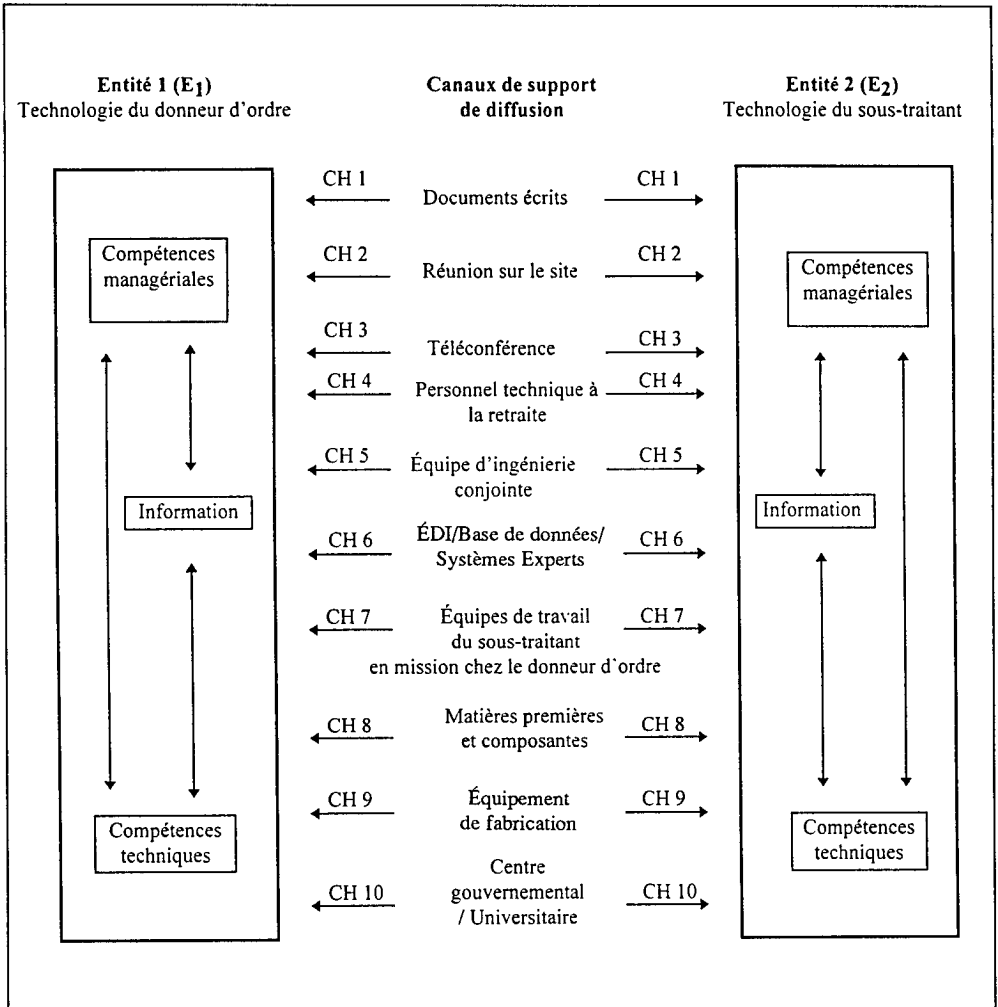 Entité 1 (E1)
Technologie du donneur d'ordre
Canaux de support
de diffusion
Entité 2 (E2)
Technologie du sous-traitant
CH 1
Documents écrits
CH 1
Compétences
managériales
CH 2
Réunion sur le site
CH 2
Compétences
managériales
CH 3
Téléconférence
CH 3
CH 4
Personnel technique à
la retraite
CH 4
CH 5
Équipe d'ingénierie
conjointe
CH 5
Information
Information
CH 6
ÉDI/Base de données/
Systèmes Experts
CH 6
CH 7
Équipes de travail
du sous-traitant
en mission chez le donneur d'ordre
CH 7
CH 8
Matières premières
et composantes
CH 8
CH 9
Équipement
de fabrication
CH 9
Compétences
techniques
Compétences
techniques
CH 10
Centre
gouvernemental
/ Universitaire
CH 10